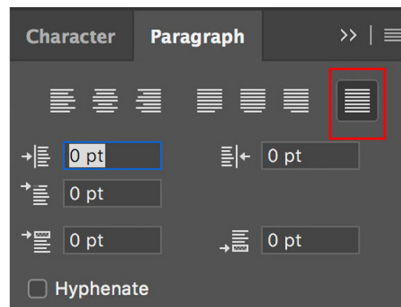 Character Paragraph >>
0 pt 0 pt
0 pt
0 pt 0 pt
Hyphenate